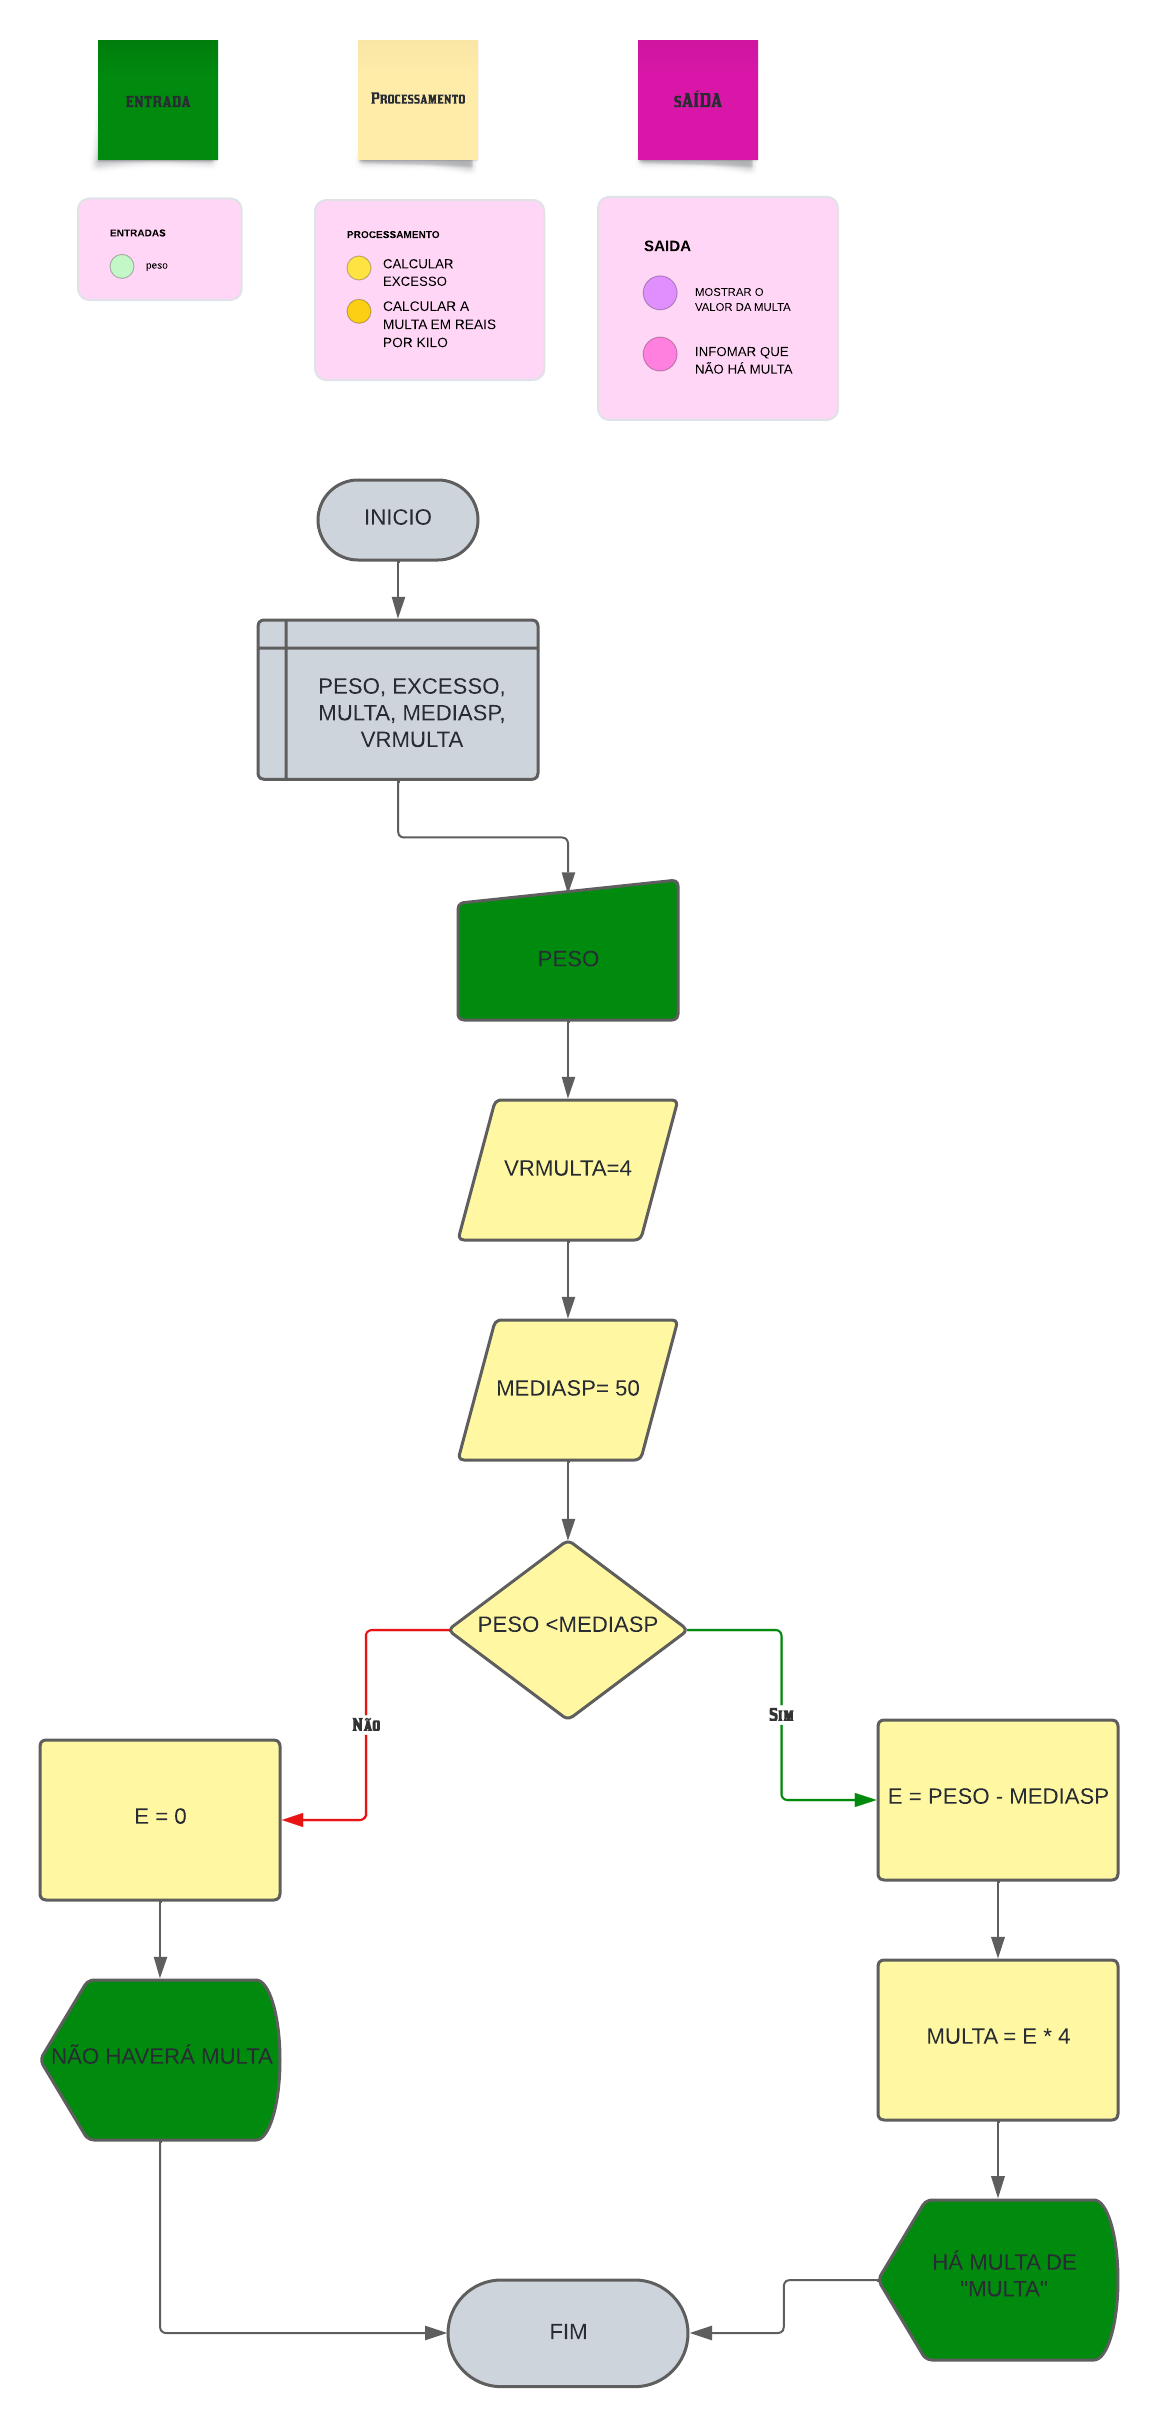 ENTRADA
Processamento
sAÍDA
ENTRADAS
peso
PROCESSAMENTO
CALCULAR
EXCESSO
CALCULAR A
MULTA EM REAIS
POR KILO
SAIDA
MOSTRAR O
VALOR DA MULTA
INFOMAR QUE
NÃO HÁ MULTA
INICIO
PESO, EXCESSO,
MULTA, MEDIASP,
VRMULTA
PESO
VRMULTA=4
MEDIASP= 50
PESO <MEDIASP
Não
Sim
E = 0
E = PESO - MEDIASP
NÃO HAVERÁ MULTA
MULTA = E * 4
HÁ MULTA DE
"MULTA"
FIM